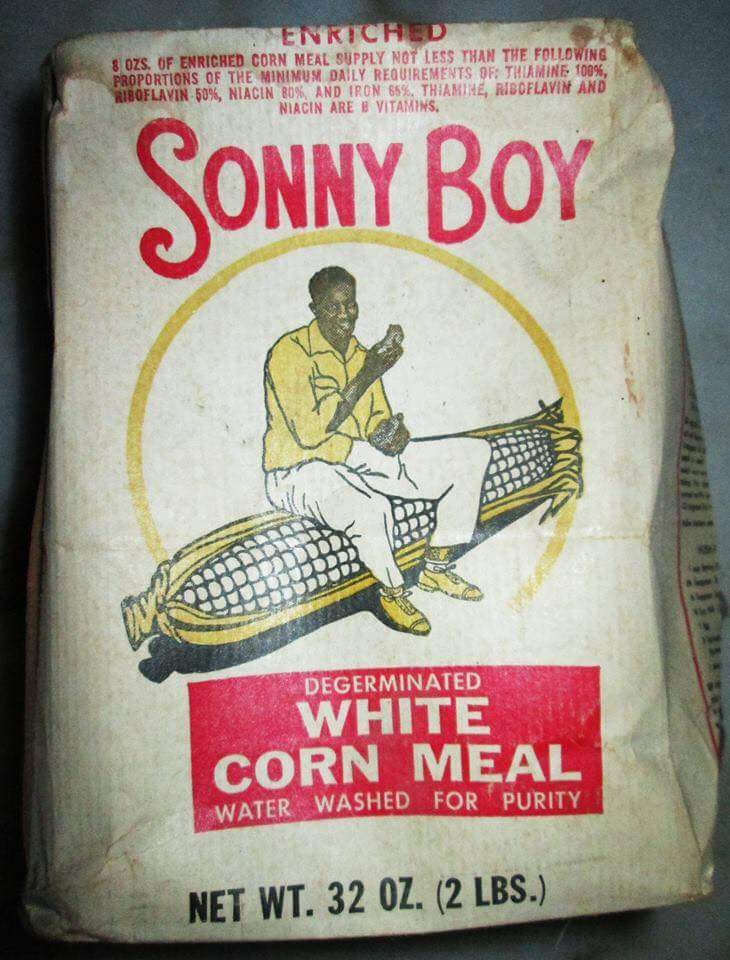 ENRICHED
8 OZS. OF ENRICHED CORN MEAL SUPPLY NOT LESS THAN THE FOLLOWING
PROPORTIONS OF THE MINIMUM DAILY REQUIREMENTS OF: THIAMINE 100%,
RIBOFLAVIN 50%, NIACIN 80%, AND IRON 65%. THIAMINE, RIBOFLAVIN AND
NIACIN ARE B VITAMINS.
SONNY BOY
DEGERMINATED
WHITE
CORN MEAL
WATER WASHED FOR PURITY
NET WT. 32 OZ. (2 LBS.)